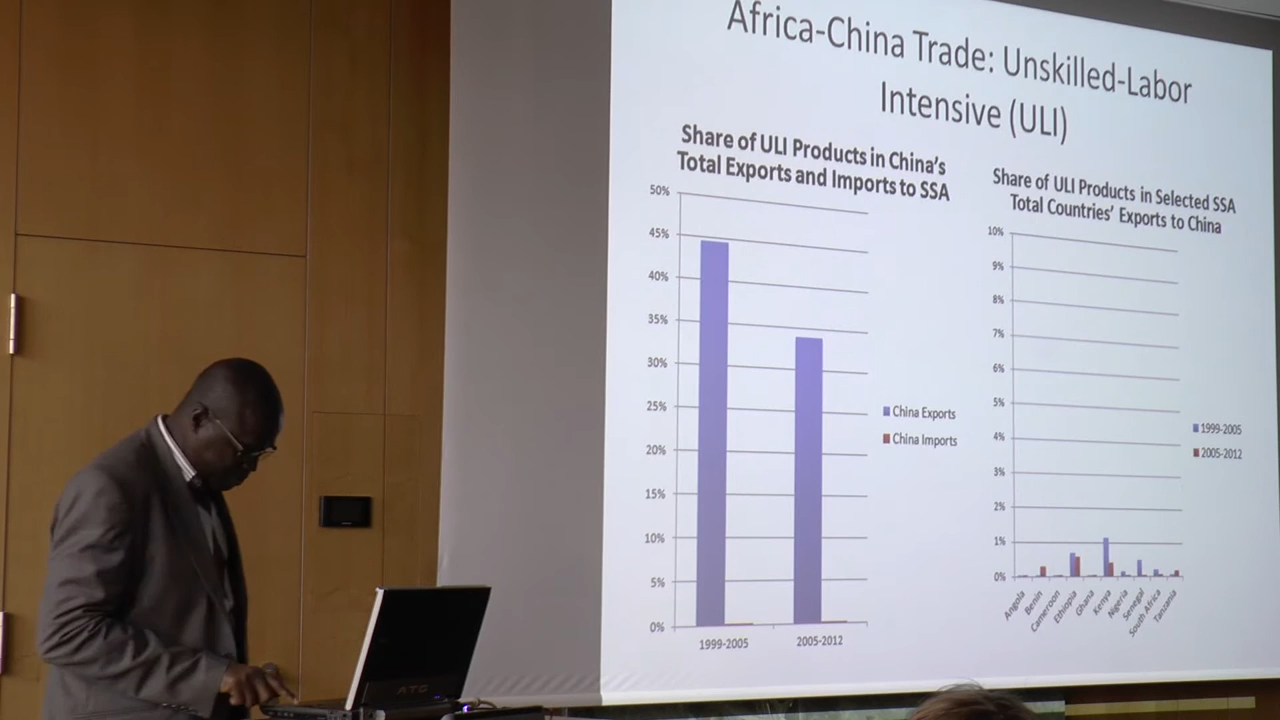 Africa-China Trade: Unskilled-Labor
Intensive (ULI)
Share of ULI Products in China's
Total Exports and Imports to SSA
50%
45%
40%
35%
30%
25%
20%
15%
10%
5%
0%
1999-2005
2005-2012
China Exports
China Imports
Share of ULI Products in Selected SSA
Total Countries' Exports to China
10%
9%
8%
7%
6%
5%
4%
3%
2%
1%
0%
Angola
Benin
Cameroon
Ethiopia
Ghana
Kenya
Nigeria
Senegal
South Africa
Tanzania
1999-2005
2005-2012
ATG